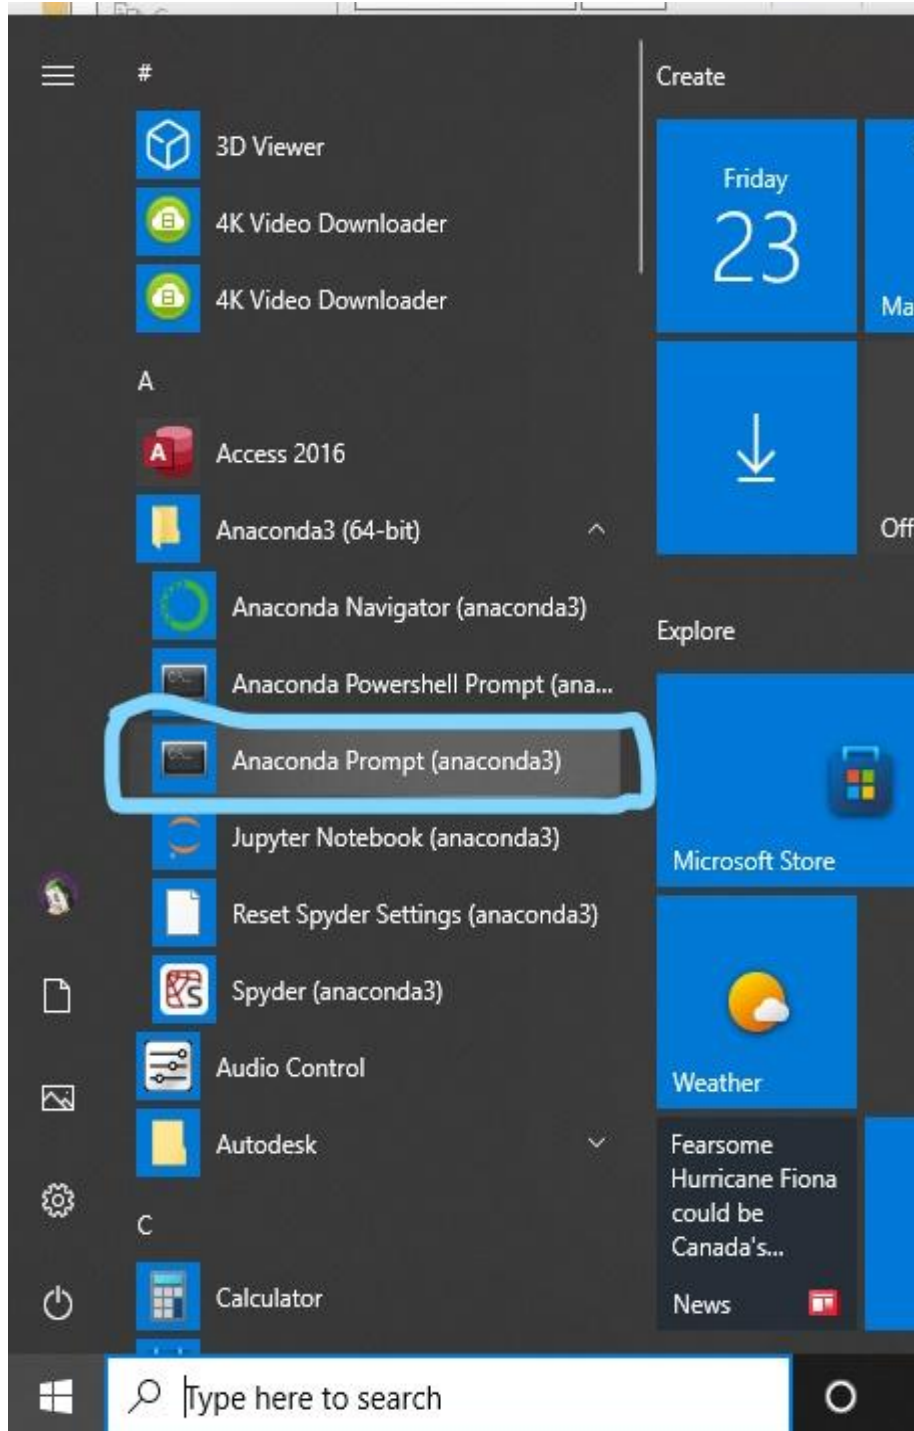 #
3D Viewer
4K Video Downloader
4K Video Downloader
A
Access 2016
Anaconda3 (64-bit)
Anaconda Navigator (anaconda3)
Anaconda Powershell Prompt (ana...
Anaconda Prompt (anaconda3)
Jupyter Notebook (anaconda3)
Reset Spyder Settings (anaconda3)
Spyder (anaconda3)
Audio Control
Autodesk
C
Calculator
Type here to search
Create
Friday
23
Ma
Off
Explore
Microsoft Store
Weather
Fearsome
Hurricane Fiona
could be
Canada's...
News